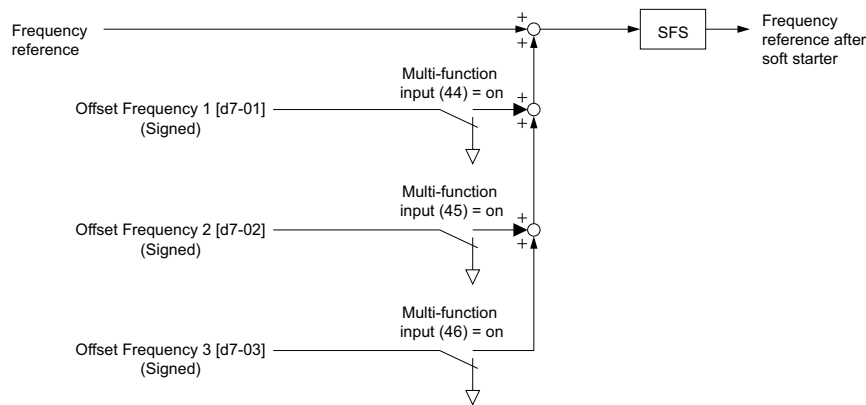 Frequency
reference
+
+
SFS
Frequency
reference after
soft starter
Multi-function
input (44) = on
Offset Frequency 1 [d7-01]
(Signed)
+
+
Multi-function
input (45) = on
Offset Frequency 2 [d7-02]
(Signed)
+
+
Multi-function
input (46) = on
Offset Frequency 3 [d7-03]
(Signed)